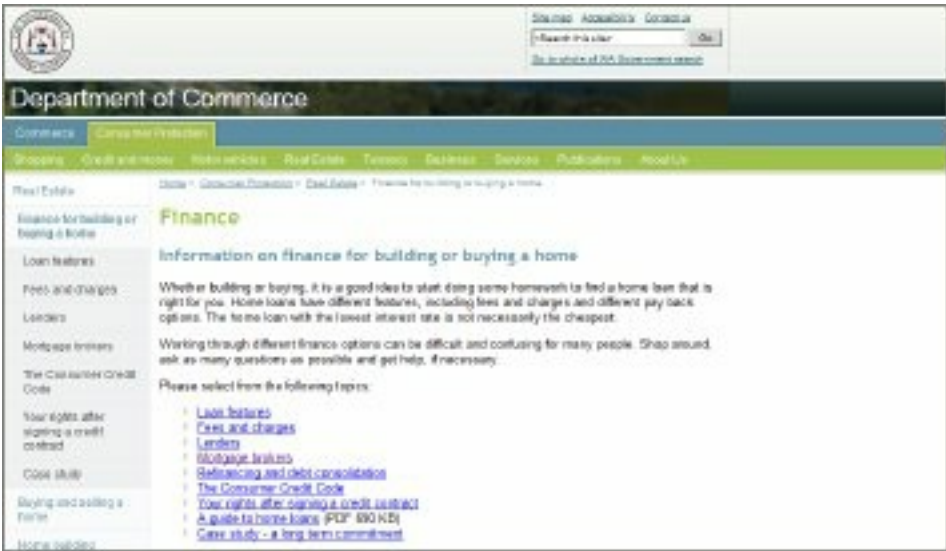 Site map Accessibility Contact us
Search this site Go
Go to whole of WA Government search
Department of Commerce
Commerce Consumer Protection
Shopping Credit and money Motor vehicles Real Estate Tenancy Business Services Publications About Us
Home > Consumer Protection > Real Estate > Finance for building or buying a home
Real Estate
Finance for building or
buying a home
Loan features
Fees and charges
Lenders
Mortgage brokers
The Consumer Credit
Code
Your rights after
signing a credit
contract
Case study
Buying and selling a
home
Home building
Finance
Information on finance for building or buying a home
Whether building or buying, it is a good idea to start doing some homework to find a home loan that is
right for you. Home loans have different features, including fees and charges and different pay back
options. The home loan with the lowest interest rate is not necessarily the cheapest.
Working through different finance options can be difficult and confusing for many people. Shop around,
ask as many questions as possible and get help, if necessary.
Please select from the following topics:
Loan features
Fees and charges
Lenders
Mortgage brokers
Refinancing and debt consolidation
The Consumer Credit Code
Your rights after signing a credit contract
A guide to home loans (PDF 690 KB)
Case study - a long term commitment